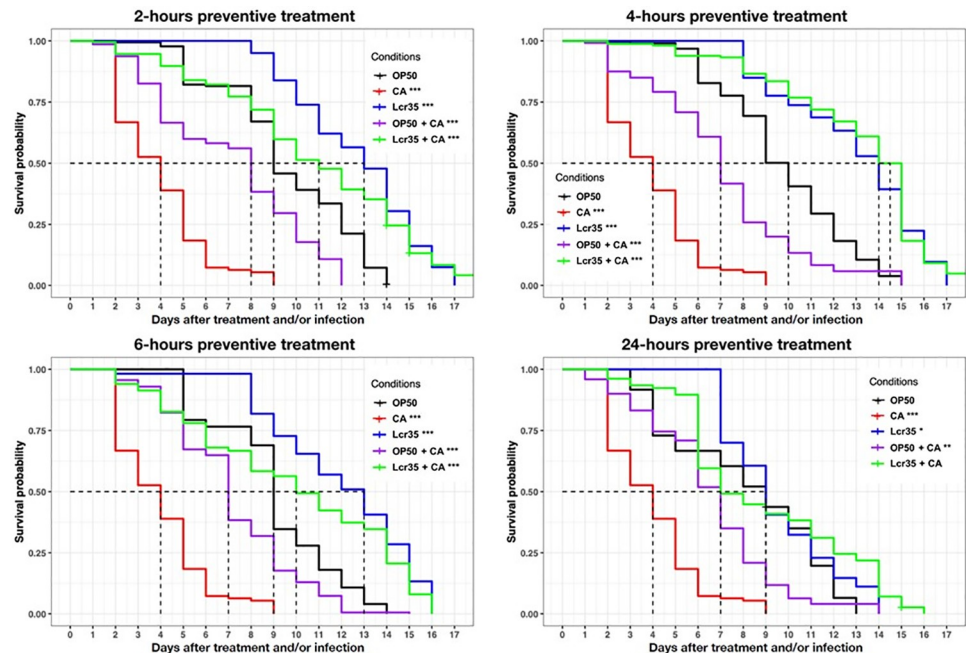 2-hours preventive treatment
1.00
0.75
0.50
0.25
0.00
Survival probability
Conditions
OP50
CA ***
Lcr35 ***
OP50 + CA ***
Lcr35 + CA ***
0 1 2 3 4 5 6 7 8 9 10 11 12 13 14 15 16 17
Days after treatment and/or infection
4-hours preventive treatment
1.00
0.75
0.50
0.25
0.00
Survival probability
Conditions
OP50
CA ***
Lcr35 ***
OP50 + CA ***
Lcr35 + CA ***
0 1 2 3 4 5 6 7 8 9 10 11 12 13 14 15 16 17
Days after treatment and/or infection
6-hours preventive treatment
1.00
0.75
0.50
0.25
0.00
Survival probability
Conditions
OP50
CA ***
Lcr35 ***
OP50 + CA ***
Lcr35 + CA ***
0 1 2 3 4 5 6 7 8 9 10 11 12 13 14 15 16 17
Days after treatment and/or infection
24-hours preventive treatment
1.00
0.75
0.50
0.25
0.00
Survival probability
Conditions
OP50
CA ***
Lcr35 *
OP50 + CA **
Lcr35 + CA
0 1 2 3 4 5 6 7 8 9 10 11 12 13 14 15 16 17
Days after treatment and/or infection